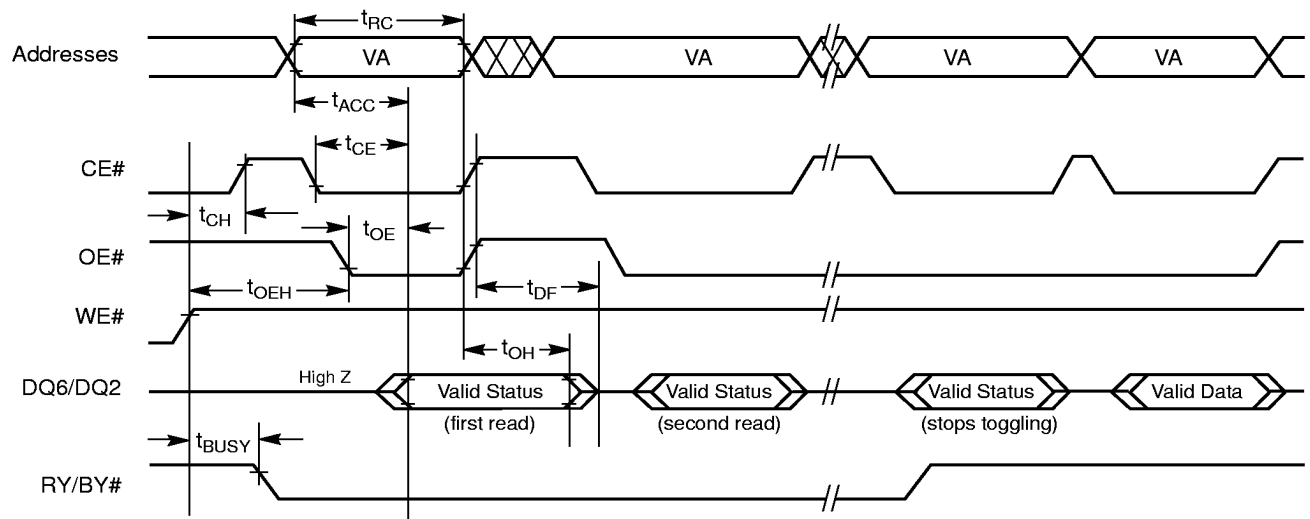 tRC
Addresses VA VA VA VA
tACC
tCE
CE#
tCH
tOE
OE#
tOEH
tDF
WE#
tOH
High Z
DQ6/DQ2 Valid Status Valid Status Valid Status Valid Data
(first read) (second read) (stops toggling)
tBUSY
RY/BY#